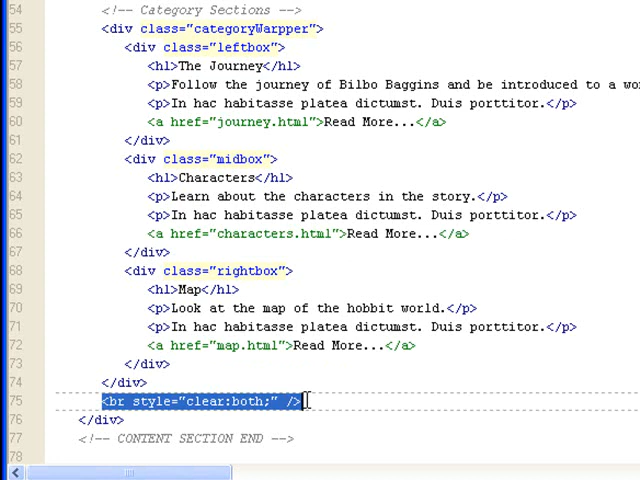 54 <!-- Category Sections -->
55 <div class="categoryWarpper">
56 <div class="leftbox">
57 <h1>The Journey</h1>
58 <p>Follow the journey of Bilbo Baggins and be introduced to a wo
59 <p>In hac habitasse platea dictumst. Duis porttitor.</p>
60 <a href="journey.html">Read More...</a>
61 </div>
62 <div class="midbox">
63 <h1>Characters</h1>
64 <p>Learn about the characters in the story.</p>
65 <p>In hac habitasse platea dictumst. Duis porttitor.</p>
66 <a href="characters.html">Read More...</a>
67 </div>
68 <div class="rightbox">
69 <h1>Map</h1>
70 <p>Look at the map of the hobbit world.</p>
71 <p>In hac habitasse platea dictumst. Duis porttitor.</p>
72 <a href="map.html">Read More...</a>
73 </div>
74 </div>
75 <br style="clear:both;" />
76 </div>
77 <!-- CONTENT SECTION END -->
78